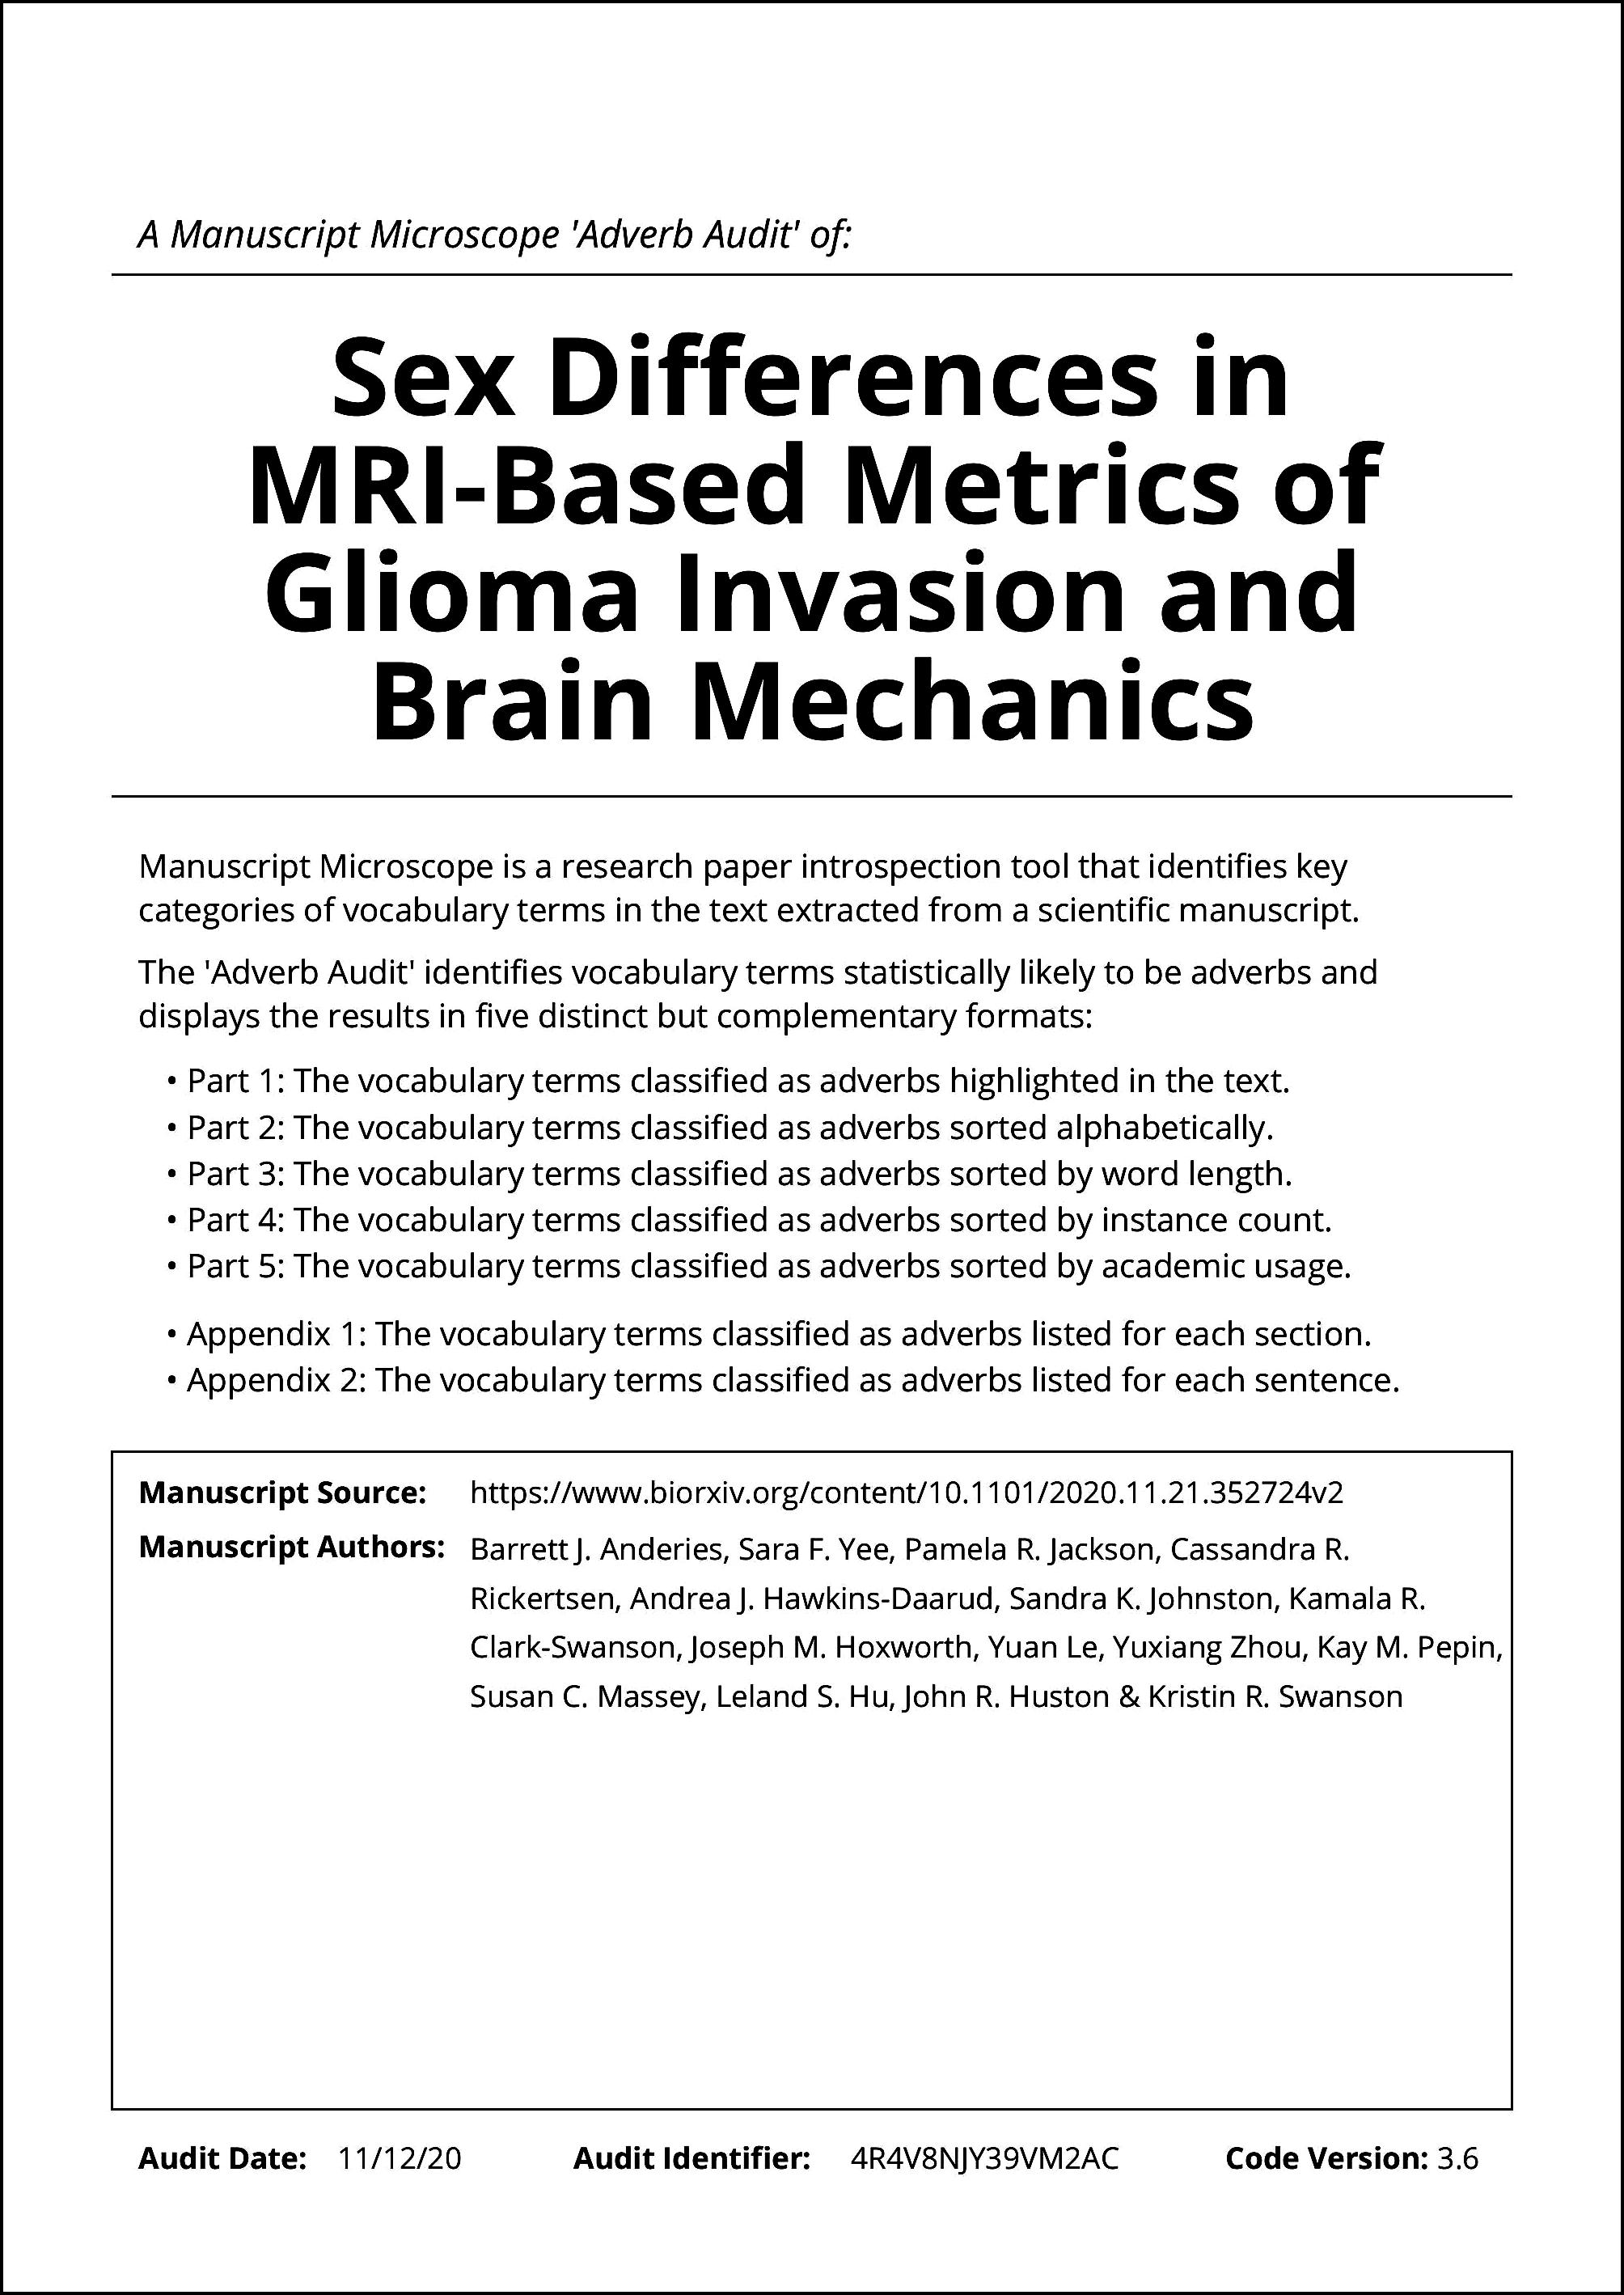 A Manuscript Microscope 'Adverb Audit' of:
Sex Differences in
MRI-Based Metrics of
Glioma Invasion and
Brain Mechanics
Manuscript Microscope is a research paper introspection tool that identifies key
categories of vocabulary terms in the text extracted from a scientific manuscript.
The 'Adverb Audit' identifies vocabulary terms statistically likely to be adverbs and
displays the results in five distinct but complementary formats:
• Part 1: The vocabulary terms classified as adverbs highlighted in the text.
• Part 2: The vocabulary terms classified as adverbs sorted alphabetically.
• Part 3: The vocabulary terms classified as adverbs sorted by word length.
• Part 4: The vocabulary terms classified as adverbs sorted by instance count.
• Part 5: The vocabulary terms classified as adverbs sorted by academic usage.
• Appendix 1: The vocabulary terms classified as adverbs listed for each section.
• Appendix 2: The vocabulary terms classified as adverbs listed for each sentence.
Manuscript Source: https://www.biorxiv.org/content/10.1101/2020.11.21.352724v2
Manuscript Authors: Barrett J. Anderies, Sara F. Yee, Pamela R. Jackson, Cassandra R.
Rickertsen, Andrea J. Hawkins-Daarud, Sandra K. Johnston, Kamala R.
Clark-Swanson, Joseph M. Hoxworth, Yuan Le, Yuxiang Zhou, Kay M. Pepin,
Susan C. Massey, Leland S. Hu, John R. Huston & Kristin R. Swanson
Audit Date: 11/12/20 Audit Identifier: 4R4V8NJY39VM2AC Code Version: 3.6